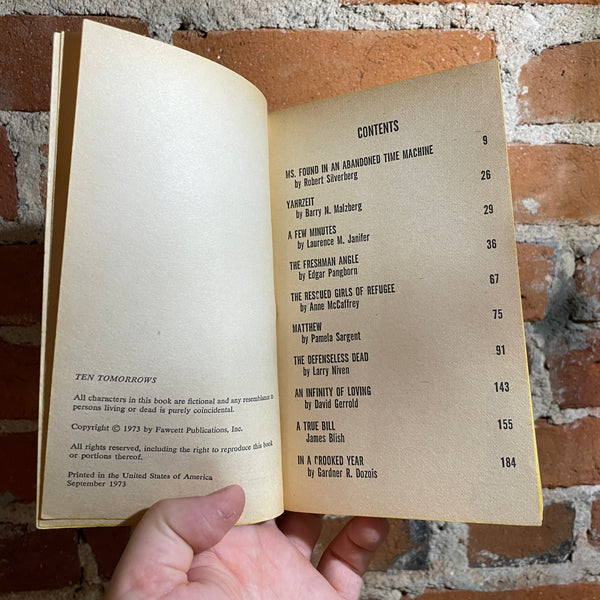 TEN TOMORROWS
All characters in this book are fictional and any resemblance to
persons living or dead is purely coincidental.
Copyright © 1973 by Fawcett Publications, Inc.
All rights reserved, including the right to reproduce this book
or portions thereof.
Printed in the United States of America
September 1973
CONTENTS
MS. FOUND IN AN ABANDONED TIME MACHINE 9
by Robert Silverberg
YAHRZEIT 26
by Barry N. Malzberg
A FEW MINUTES 29
by Laurence M. Janifer
THE FRESHMAN ANGLE 36
by Edgar Pangborn
THE RESCUED GIRLS OF REFUGEE 67
by Anne McCaffrey
MATTHEW 75
by Pamela Sargent
THE DEFENSELESS DEAD 91
by Larry Niven
AN INFINITY OF LOVING 143
by David Gerrold
A TRUE BILL 155
James Blish
IN A CROOKED YEAR 184
by Gardner R. Dozois